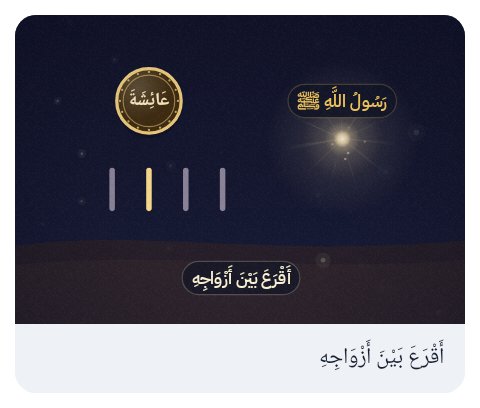 عَائِشَةَ
رَسُولُ اللَّهِ ﷺ
أَقْرَعَ بَيْنَ أَزْوَاجِهِ
أَقْرَعَ بَيْنَ أَزْوَاجِهِ